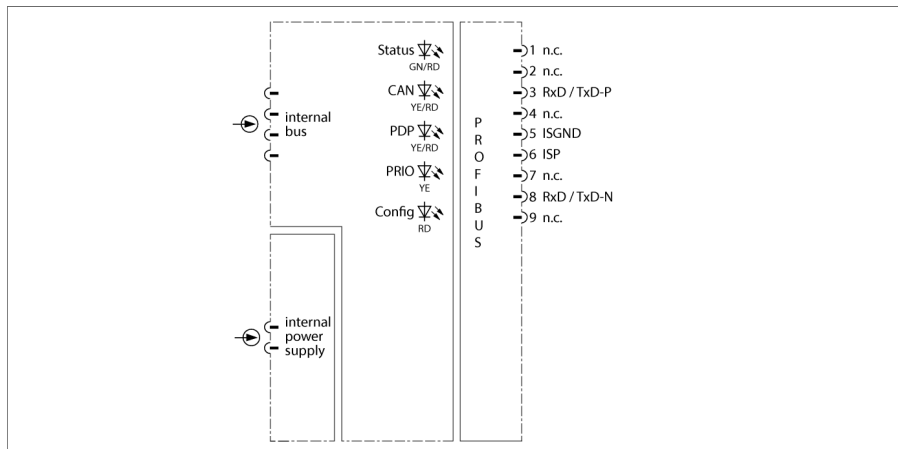 Status
GN/RD
CAN
YE/RD
PDP
YE/RD
PRIO
YE
Config
RD
internal
bus
internal
power
supply
PROFIBUS
1 n.c.
2 n.c.
3 RxD / TxD-P
4 n.c.
5 ISGND
6 ISP
7 n.c.
8 RxD / TxD-N
9 n.c.